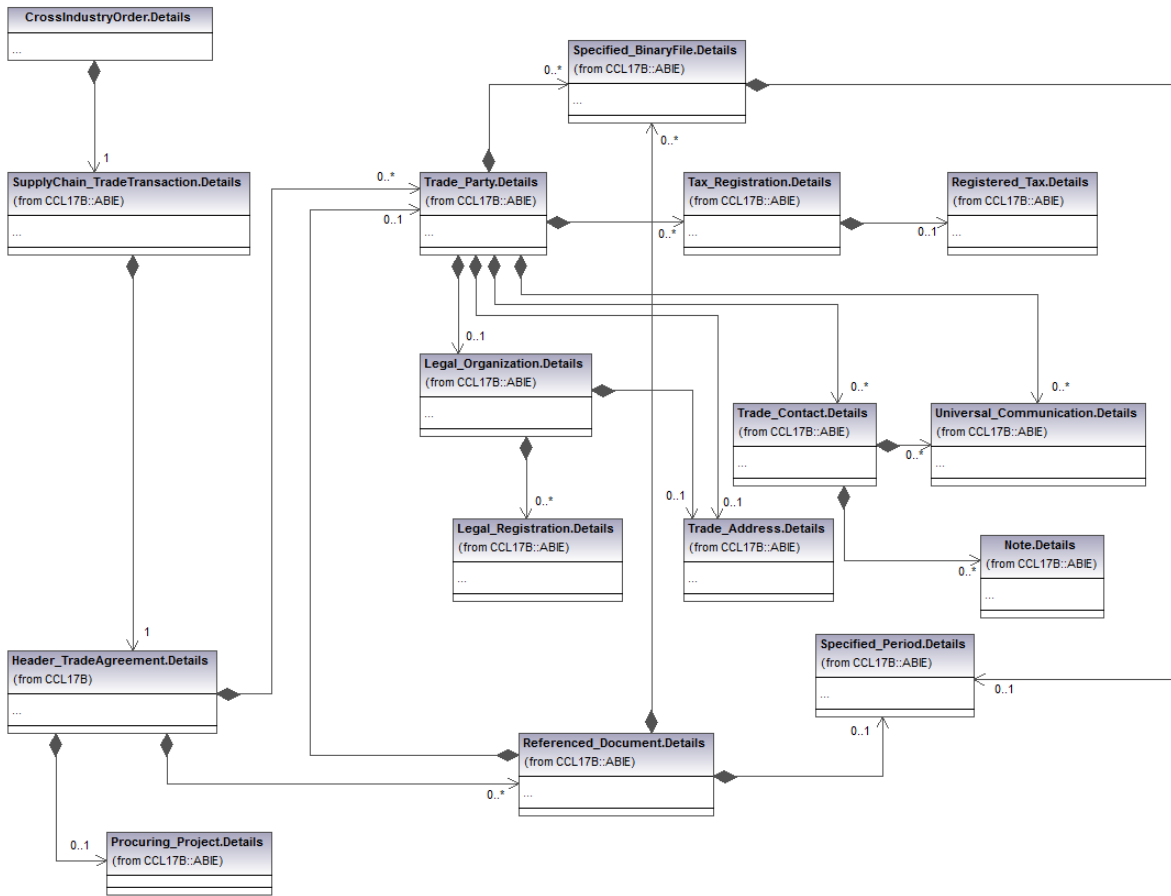 CrossIndustryOrder.Details
...
1
Specified_BinaryFile.Details
(from CCL17B::ABIE)
...
0..*
0..*
SupplyChain_TradeTransaction.Details
(from CCL17B::ABIE)
...
0..*
0..1
Trade_Party.Details
(from CCL17B::ABIE)
...
0..*
Tax_Registration.Details
(from CCL17B::ABIE)
...
0..1
Registered_Tax.Details
(from CCL17B::ABIE)
...
0..1
Legal_Organization.Details
(from CCL17B::ABIE)
...
0..*
Trade_Contact.Details
(from CCL17B::ABIE)
...
0..*
0..*
Universal_Communication.Details
(from CCL17B::ABIE)
...
0..*
Legal_Registration.Details
(from CCL17B::ABIE)
...
0..1
0..1
Trade_Address.Details
(from CCL17B::ABIE)
...
0..*
Note.Details
(from CCL17B::ABIE)
...
1
Header_TradeAgreement.Details
(from CCL17B)
...
Specified_Period.Details
(from CCL17B::ABIE)
...
0..1
0..1
0..*
Referenced_Document.Details
(from CCL17B::ABIE)
...
0..1
Procuring_Project.Details
(from CCL17B::ABIE)